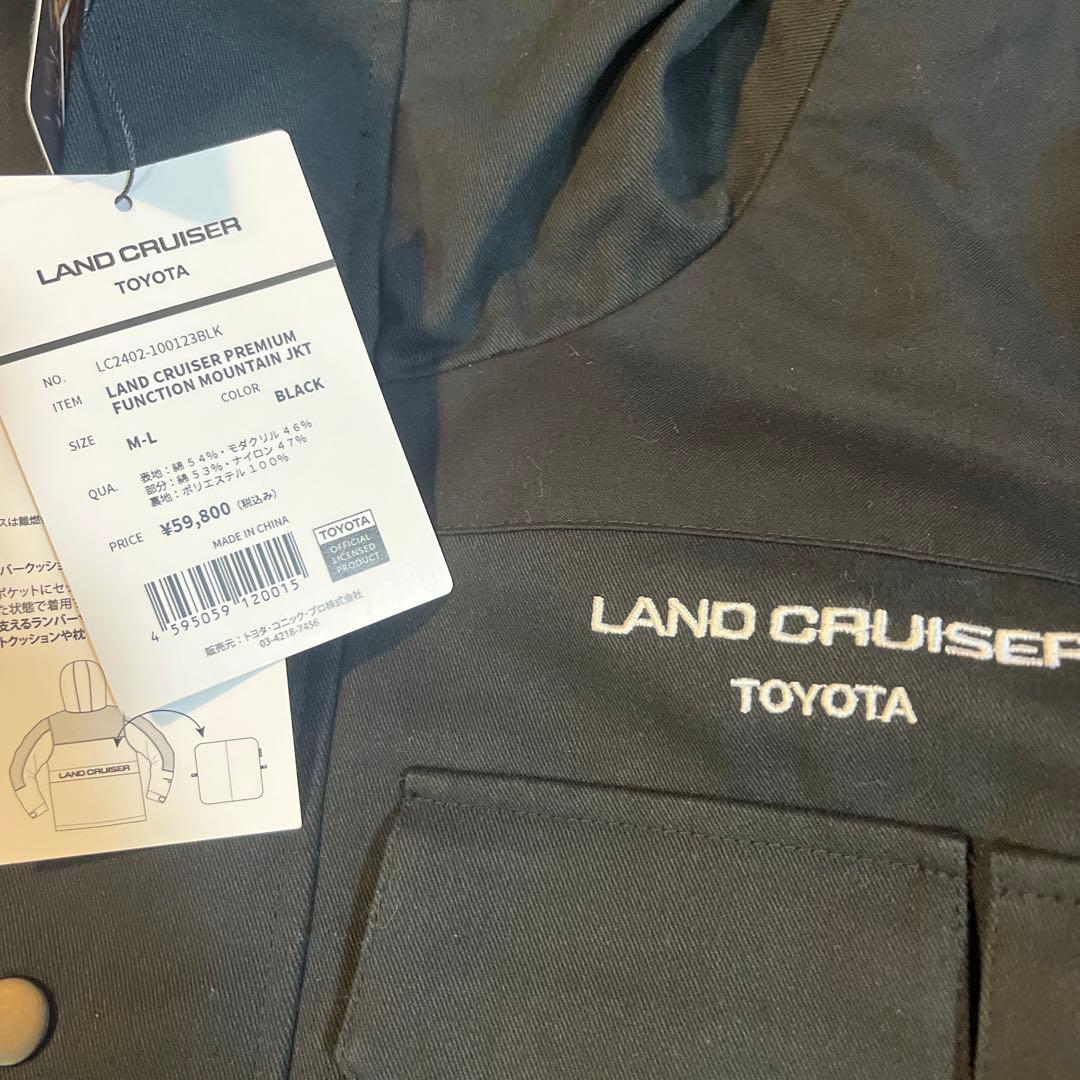 LAND CRUISER
TOYOTA
NO. LC2402-100123BLK
ITEM LAND CRUISER PREMIUM
FUNCTION MOUNTAIN JKT
COLOR BLACK
SIZE M-L
QUA. 表地：綿５４％・モダクリル４６％
部分：綿５３％・ナイロン４７％
裏地：ポリエステル１００％
PRICE ¥59,800（税込み）
MADE IN CHINA
TOYOTA
OFFICIAL
LICENSED
PRODUCT
4 595059 120015
販売元：トヨタ・コニック・プロ株式会社
03-4218-7456
スは難燃
バークッショ
ポケットにセッ
た状態で着用
支えるランバー
トクッションや枕
LAND CRUISER
LAND CRUISER
TOYOTA